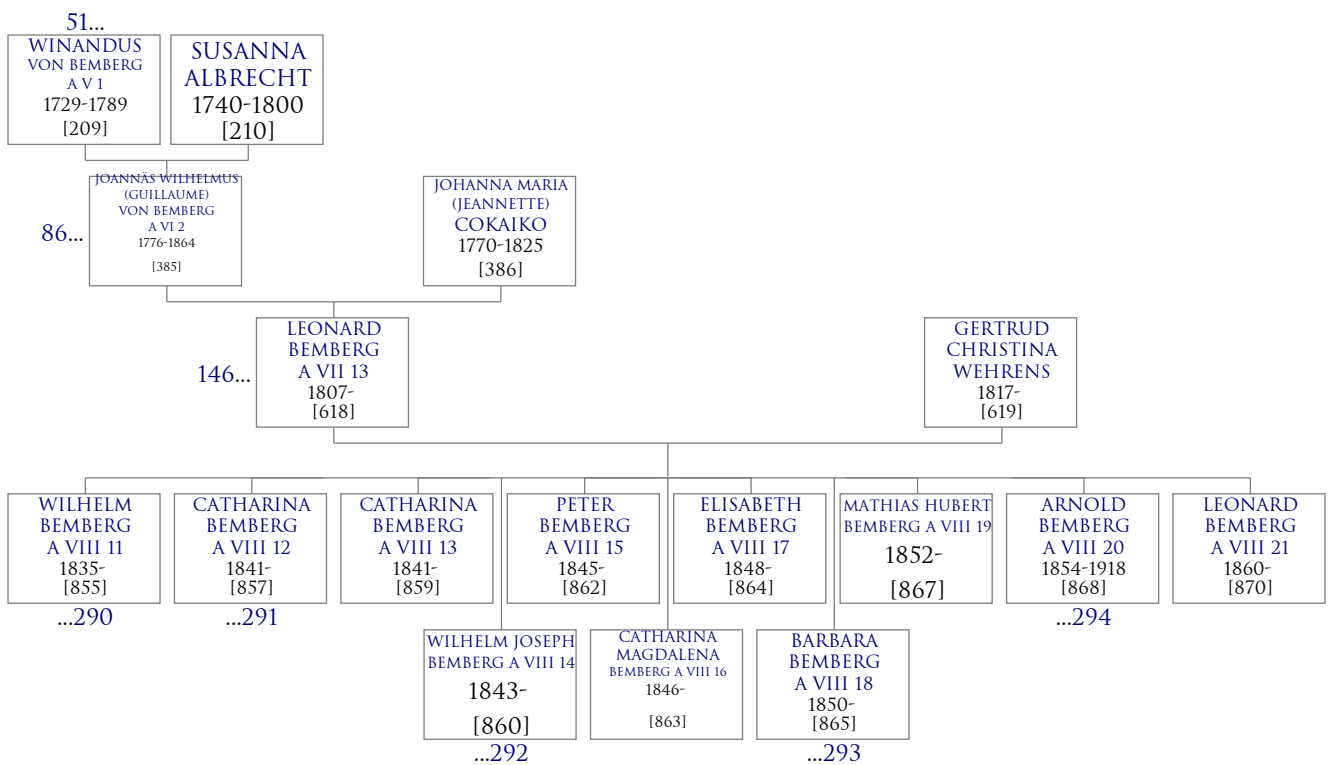 51...
WINANDUS
VON BEMBERG
A V 1
1729-1789
[209]
SUSANNA
ALBRECHT
1740-1800
[210]
JOANNÄS WILHELMUS
(GUILLAUME)
VON BEMBERG
A VI 2
1776-1864
[385]
86...
JOHANNA MARIA
(JEANNETTE)
COKAIKO
1770-1825
[386]
LEONARD
BEMBERG
A VII 13
1807-
[618]
146...
GERTRUD
CHRISTINA
WEHRENS
1817-
[619]
WILHELM
BEMBERG
A VIII 11
1835-
[855]
...290
CATHARINA
BEMBERG
A VIII 12
1841-
[857]
...291
CATHARINA
BEMBERG
A VIII 13
1841-
[859]
PETER
BEMBERG
A VIII 15
1845-
[862]
ELISABETH
BEMBERG
A VIII 17
1848-
[864]
MATHIAS HUBERT
BEMBERG A VIII 19
1852-
[867]
ARNOLD
BEMBERG
A VIII 20
1854-1918
[868]
...294
LEONARD
BEMBERG
A VIII 21
1860-
[870]
WILHELM JOSEPH
BEMBERG A VIII 14
1843-
[860]
...292
CATHARINA
MAGDALENA
BEMBERG A VIII 16
1846-
[863]
BARBARA
BEMBERG
A VIII 18
1850-
[865]
...293